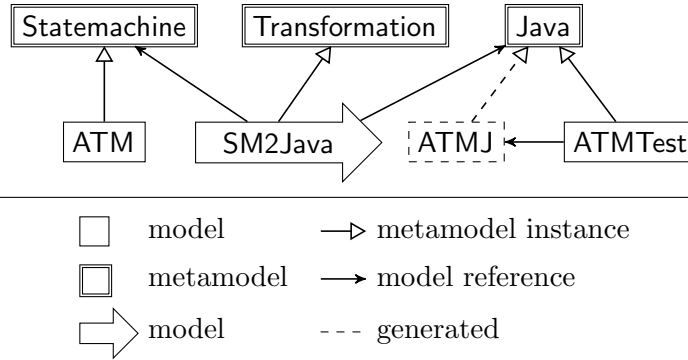 Statemachine Transformation Java
ATM SM2Java ATMJ ATMTest
model metamodel instance
metamodel model reference
model generated